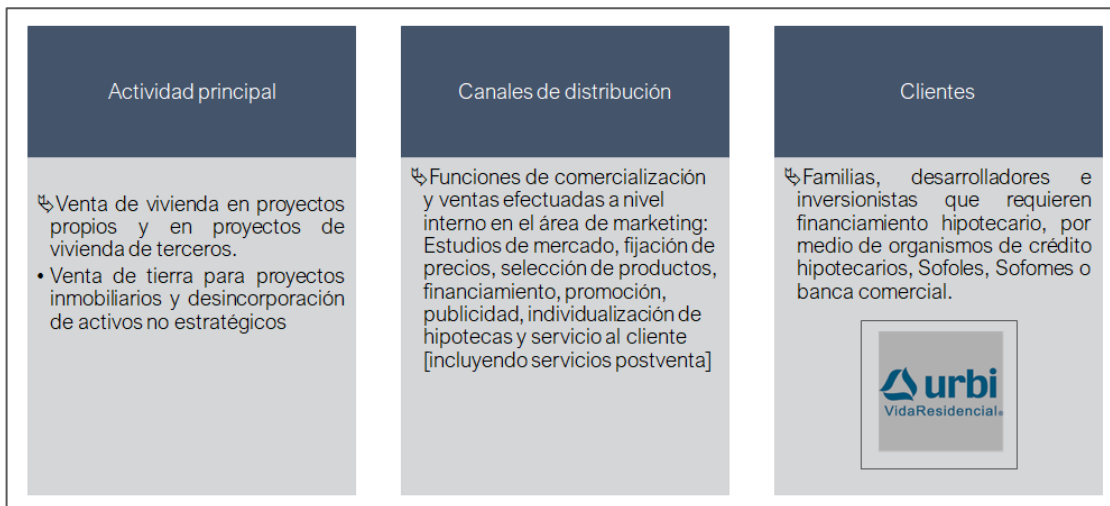 Actividad principal
⮱Venta de vivienda en proyectos
propios y en proyectos de
vivienda de terceros.
• Venta de tierra para proyectos
inmobiliarios y desincorporación
de activos no estratégicos
Canales de distribución
⮱Funciones de comercialización
y ventas efectuadas a nivel
interno en el área de marketing:
Estudios de mercado, fijación de
precios, selección de productos,
financiamiento, promoción,
publicidad, individualización de
hipotecas y servicio al cliente
[incluyendo servicios postventa]
Clientes
⮱Familias, desarrolladores e
inversionistas que requieren
financiamiento hipotecario, por
medio de organismos de crédito
hipotecarios, Sofoles, Sofomes o
banca comercial.
urbi
VidaResidencial®